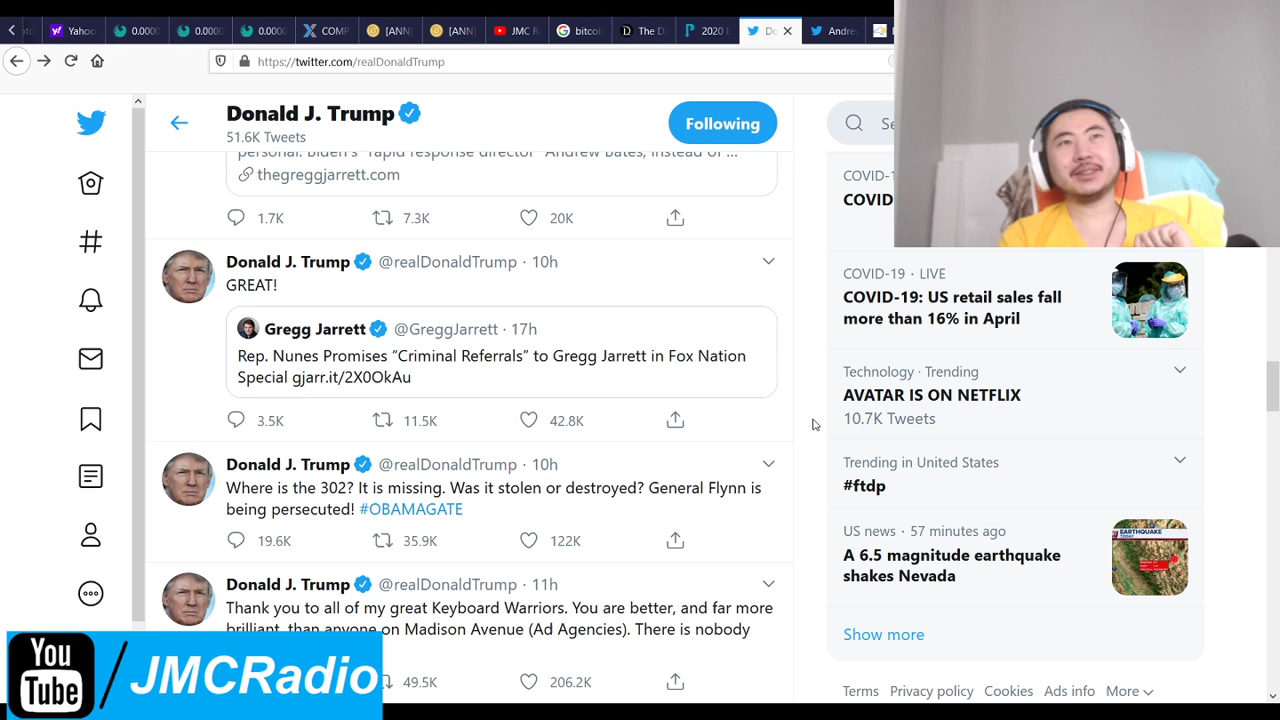 Yahoo
0.0000
0.0000
0.0000
COMP
[ANN]
[ANN]
JMC R
bitcoi
The D
2020 E
Do
Andre
https://twitter.com/realDonaldTrump
Donald J. Trump
51.6K Tweets
Following
personal. Biden's "rapid response director" Andrew Bates, instead of ...
thegreggjarrett.com
1.7K 7.3K 20K
Donald J. Trump @realDonaldTrump · 10h
GREAT!
Gregg Jarrett @GreggJarrett · 17h
Rep. Nunes Promises “Criminal Referrals” to Gregg Jarrett in Fox Nation
Special gjarr.it/2X0OkAu
3.5K 11.5K 42.8K
Donald J. Trump @realDonaldTrump · 10h
Where is the 302? It is missing. Was it stolen or destroyed? General Flynn is
being persecuted! #OBAMAGATE
19.6K 35.9K 122K
Donald J. Trump @realDonaldTrump · 11h
Thank you to all of my great Keyboard Warriors. You are better, and far more
brilliant, than anyone on Madison Avenue (Ad Agencies). There is nobody
49.5K 206.2K
Se
COVID-1
COVID
COVID-19 · LIVE
COVID-19: US retail sales fall
more than 16% in April
Technology · Trending
AVATAR IS ON NETFLIX
10.7K Tweets
Trending in United States
#ftdp
US news · 57 minutes ago
A 6.5 magnitude earthquake
shakes Nevada
EARTHQUAKE
Show more
Terms Privacy policy Cookies Ads info More
You
Tube
/JMCRadio